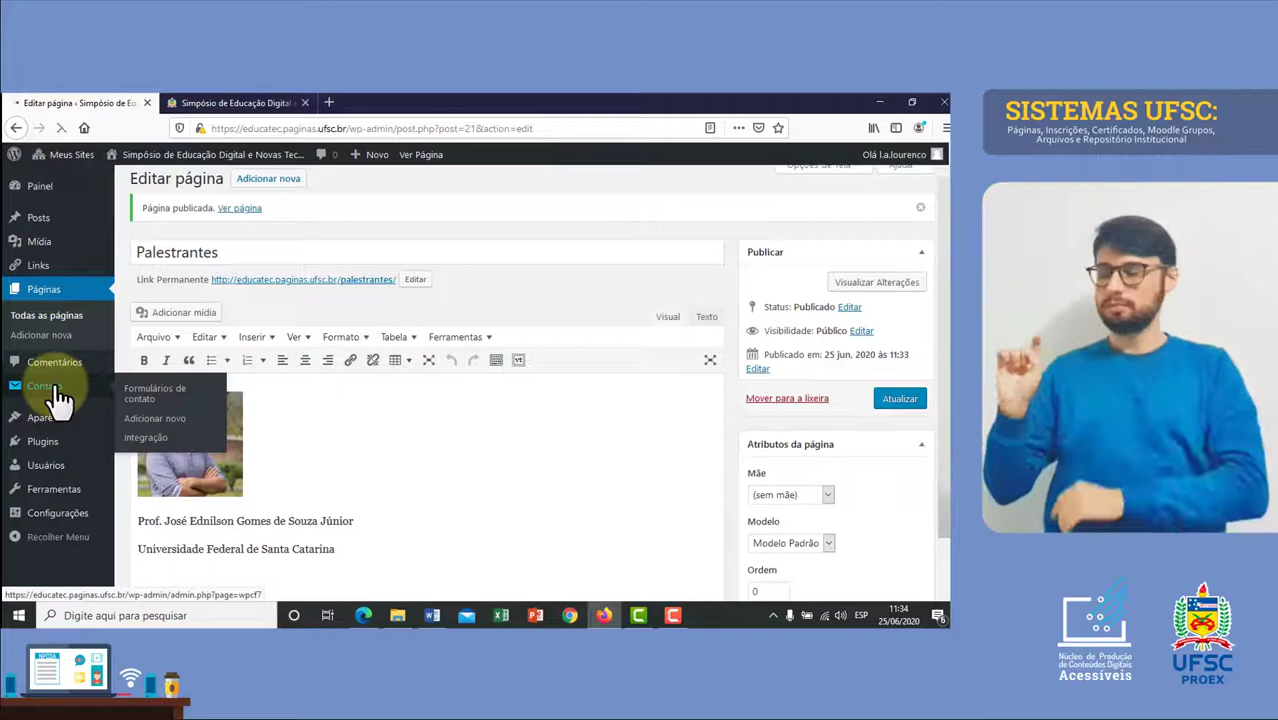 Editar página ‹ Simpósio de Ed
Simpósio de Educação Digital e
https://educatec.paginas.ufsc.br/wp-admin/post.php?post=21&action=edit
Meus Sites
Simpósio de Educação Digital e Novas Tec...
0
Novo
Ver Página
Olá l.a.lourenco
Painel
Posts
Mídia
Links
Páginas
Todas as páginas
Adicionar nova
Comentários
Formulários de
contato
Adicionar novo
Integração
Plugins
Usuários
Ferramentas
Configurações
Recolher Menu
Editar página
Adicionar nova
Opções de Tela
Ajuda
Página publicada. Ver página
Palestrantes
Link Permanente http://educatec.paginas.ufsc.br/palestrantes/ Editar
Adicionar mídia
Visual
Texto
Arquivo
Editar
Inserir
Ver
Formato
Tabela
Ferramentas
Prof. José Ednilson Gomes de Souza Júnior
Universidade Federal de Santa Catarina
Publicar
Visualizar Alterações
Status: Publicado Editar
Visibilidade: Público Editar
Publicado em: 25 jun, 2020 às 11:33
Editar
Mover para a lixeira
Atualizar
Atributos da página
Mãe
(sem mãe)
Modelo
Modelo Padrão
Ordem
0
https://educatec.paginas.ufsc.br/wp-admin/admin.php?page=wpcf7
Digite aqui para pesquisar
ESP
11:34
25/06/2020
6
SISTEMAS UFSC:
Páginas, Inscrições, Certificados, Moodle Grupos,
Arquivos e Repositório Institucional
Núcleo de Produção
de Conteúdos Digitais
Acessíveis
UFSC
PROEX
NPCDA